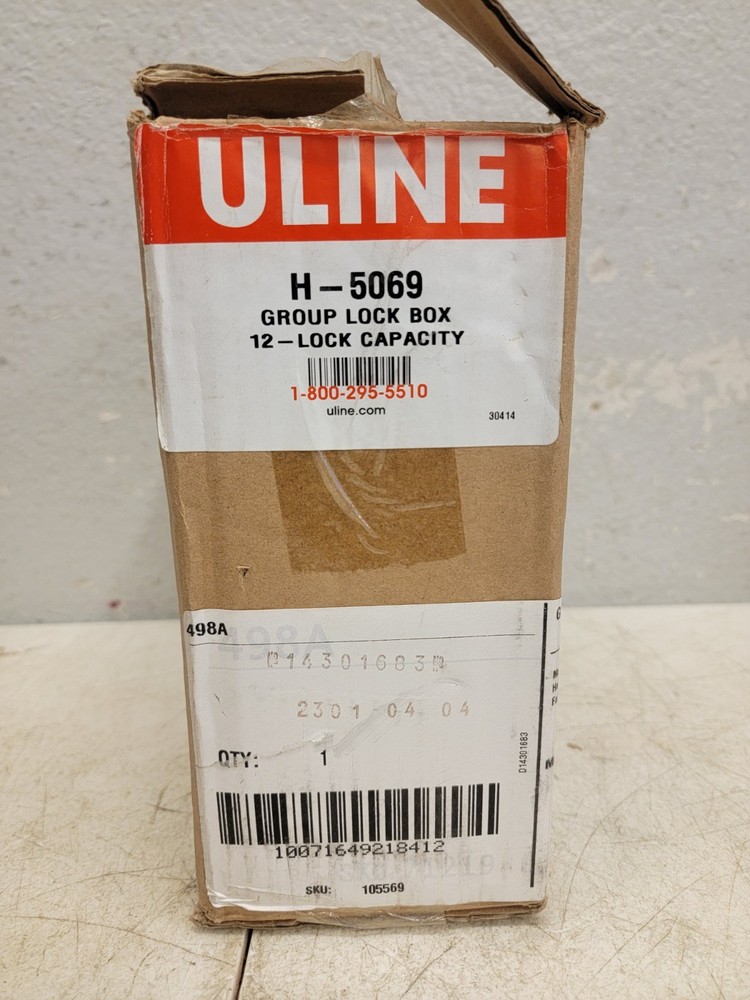 ULINE
H-5069
GROUP LOCK BOX
12-LOCK CAPACITY
1-800-295-5510
uline.com
30414
498A
D14301683D
2301 04 04
QTY: 1
D14301683
10071649218412
SKU: 105569